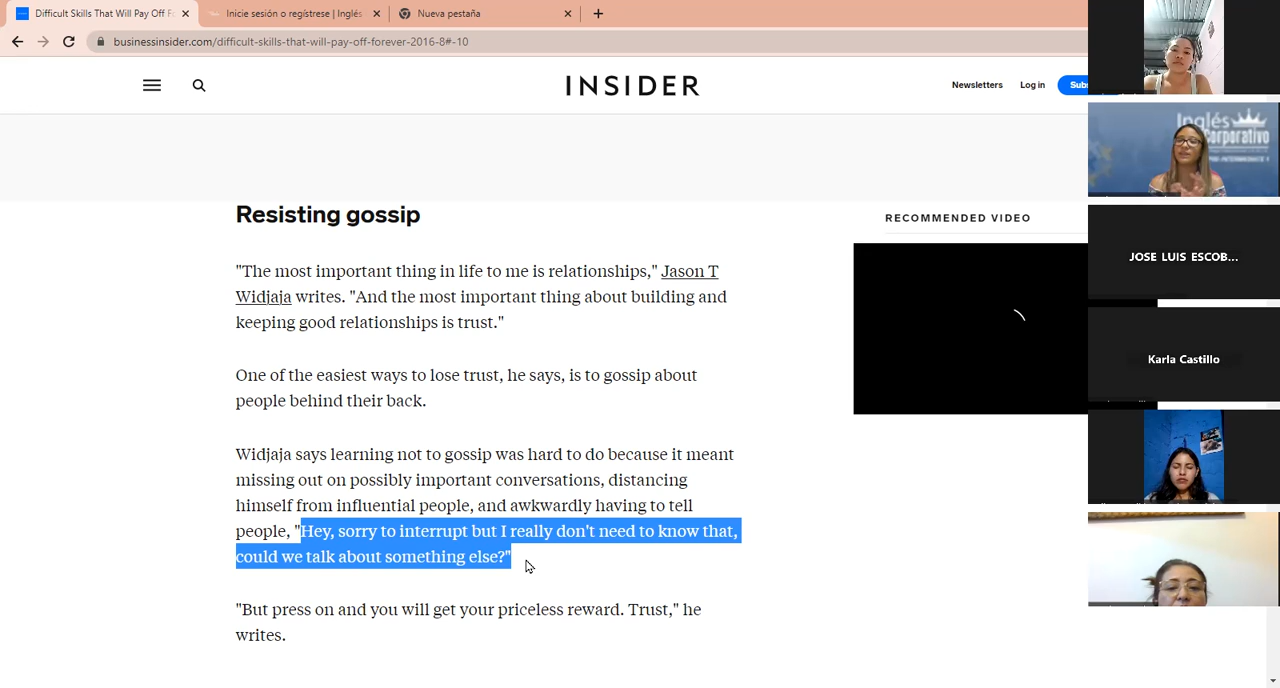 Difficult Skills That Will Pay Off F
Inicie sesión o regístrese | Inglés
Nueva pestaña
businessinsider.com/difficult-skills-that-will-pay-off-forever-2016-8#-10
INSIDER
Newsletters
Log in
Subs
Resisting gossip
"The most important thing in life to me is relationships," Jason T
Widjaja writes. "And the most important thing about building and
keeping good relationships is trust."
One of the easiest ways to lose trust, he says, is to gossip about
people behind their back.
Widjaja says learning not to gossip was hard to do because it meant
missing out on possibly important conversations, distancing
himself from influential people, and awkwardly having to tell
people, "Hey, sorry to interrupt but I really don't need to know that,
could we talk about something else?"
"But press on and you will get your priceless reward. Trust," he
writes.
RECOMMENDED VIDEO
Inglés
Corporativo
JOSE LUIS ESCOB...
Karla Castillo